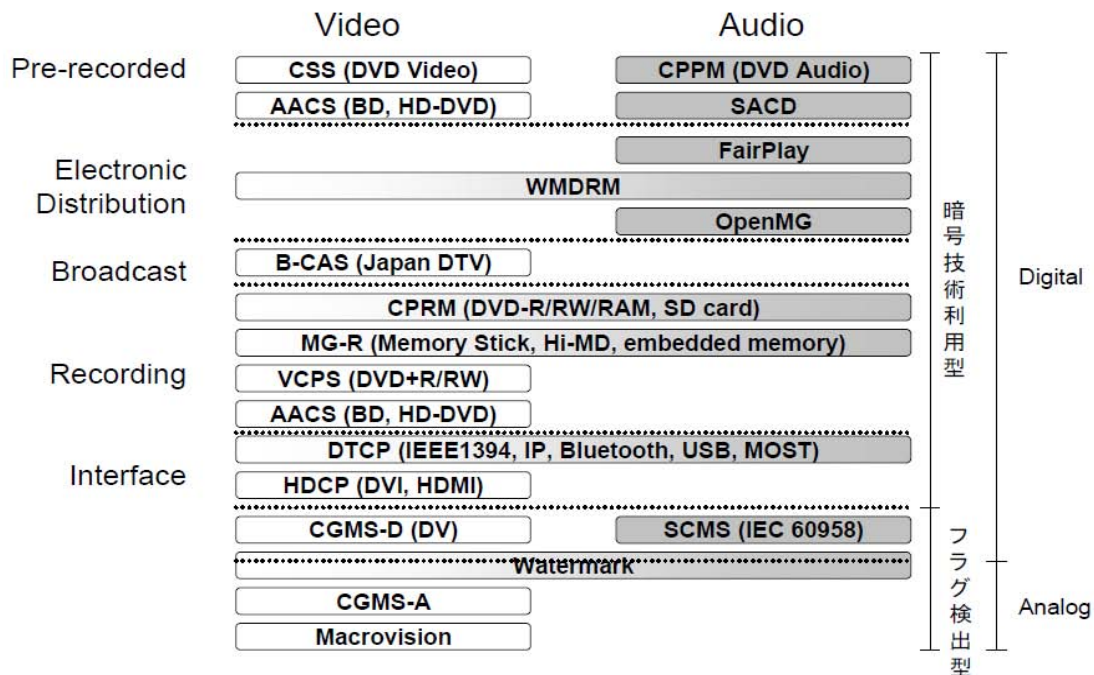 Video
Audio
Pre-recorded
CSS (DVD Video)
CPPM (DVD Audio)
AACS (BD, HD-DVD)
SACD
Electronic
Distribution
FairPlay
WMDRM
OpenMG
Broadcast
B-CAS (Japan DTV)
Recording
CPRM (DVD-R/RW/RAM, SD card)
MG-R (Memory Stick, Hi-MD, embedded memory)
VCPS (DVD+R/RW)
AACS (BD, HD-DVD)
Interface
DTCP (IEEE1394, IP, Bluetooth, USB, MOST)
HDCP (DVI, HDMI)
CGMS-D (DV)
SCMS (IEC 60958)
Watermark
CGMS-A
Macrovision
暗号技術利用型
フラグ検出型
Digital
Analog